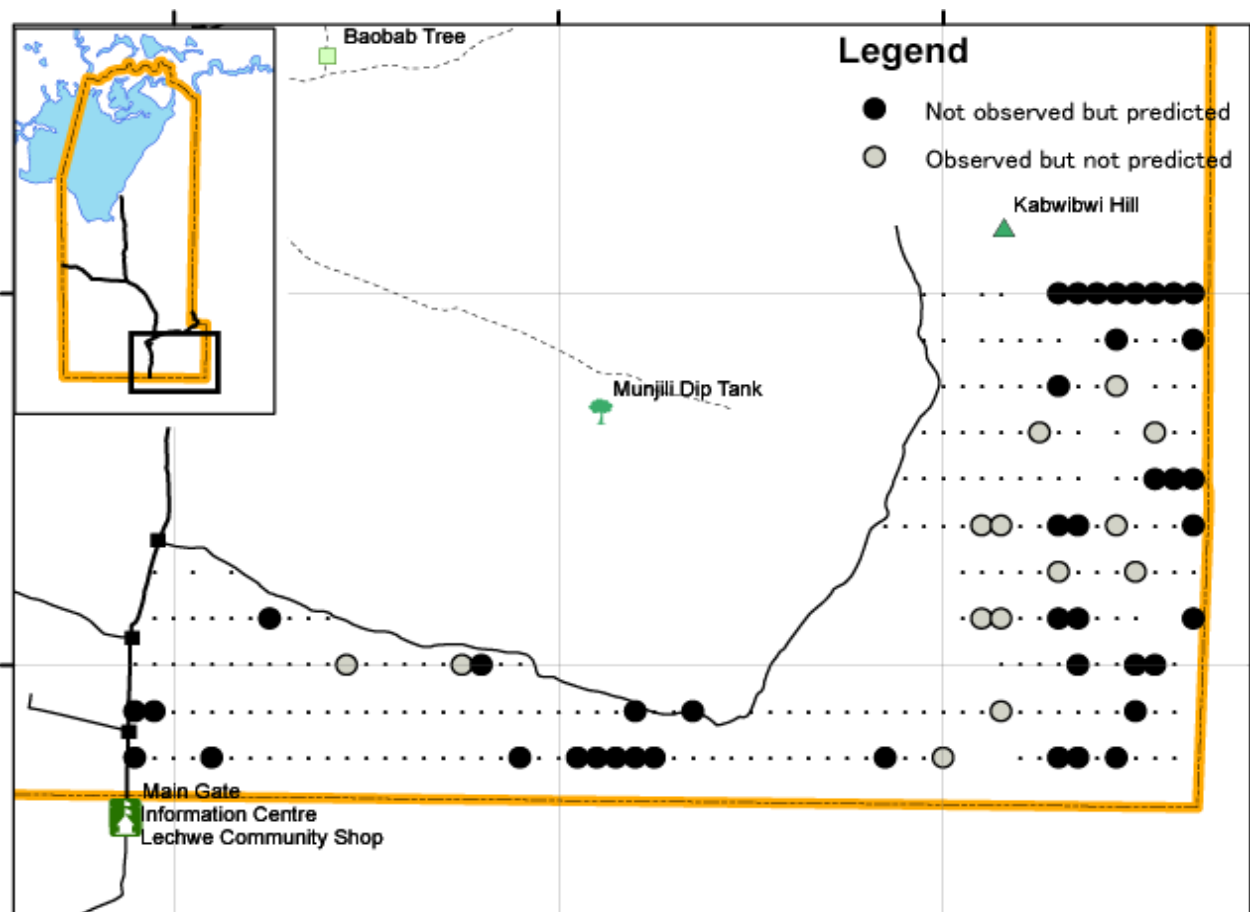 Baobab Tree
Legend
Not observed but predicted
Observed but not predicted
Kabwibwi Hill
Munjili Dip Tank
Main Gate
Information Centre
Lechwe Community Shop